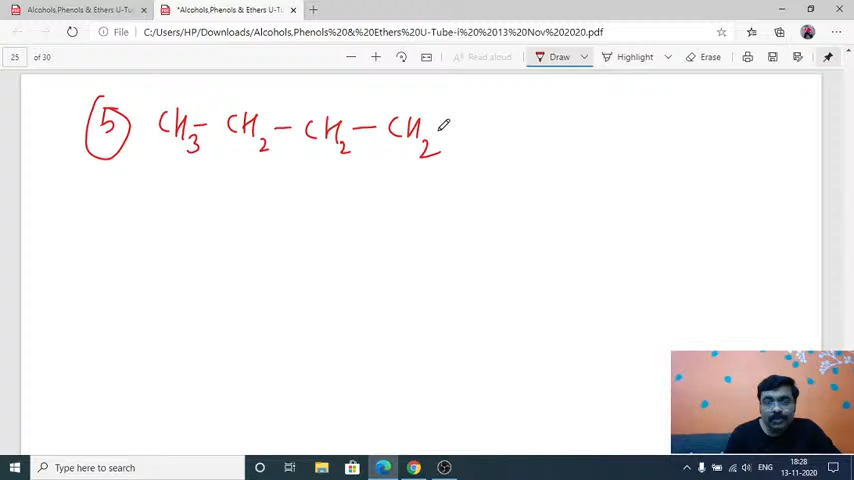 Alcohols,Phenols & Ethers U-Tu
*Alcohols,Phenols & Ethers U-Tu
File
C:/Users/HP/Downloads/Alcohols,Phenols%20&%20Ethers%20U-Tube-i%20%2013%20Nov%202020.pdf
25 of 30
Read aloud
Draw
Highlight
Erase
5 CH3- CH2 - CH2 - CH2
Type here to search
ENG
18:28
13-11-2020